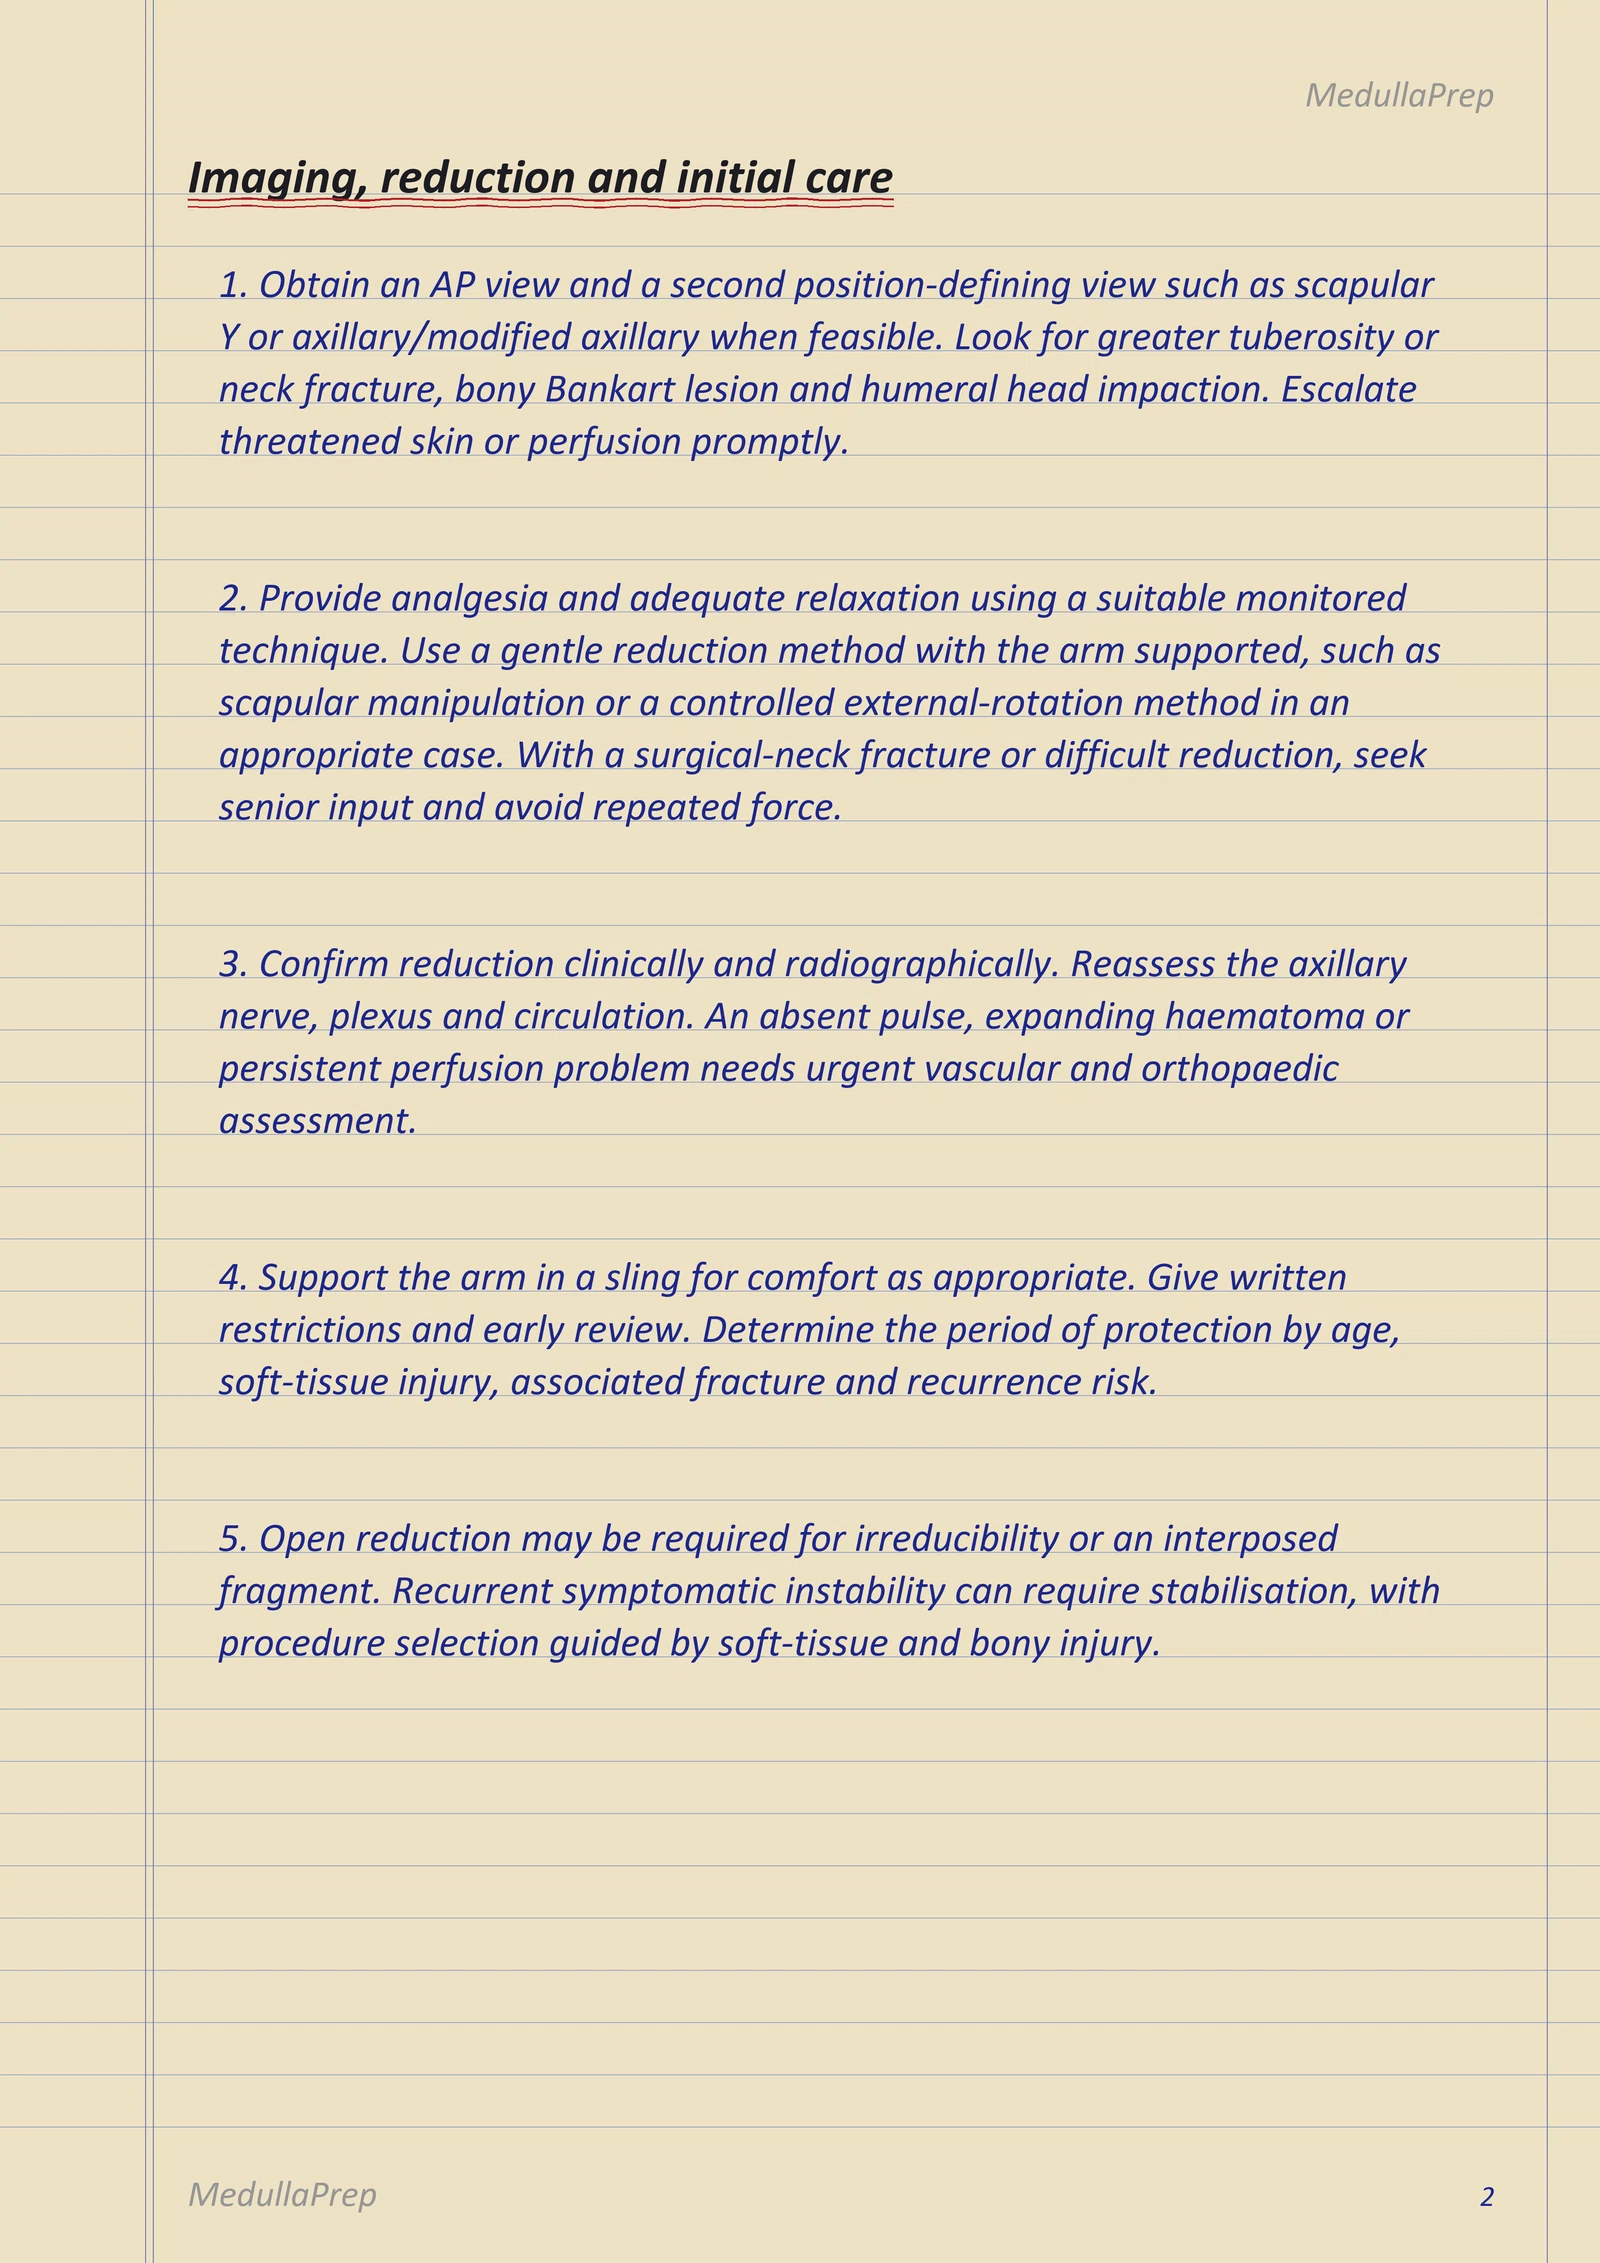 MedullaPrep
Imaging, reduction and initial care
1. Obtain an AP view and a second position-defining view such as scapular
Y or axillary/modified axillary when feasible. Look for greater tuberosity or
neck fracture, bony Bankart lesion and humeral head impaction. Escalate
threatened skin or perfusion promptly.
2. Provide analgesia and adequate relaxation using a suitable monitored
technique. Use a gentle reduction method with the arm supported, such as
scapular manipulation or a controlled external-rotation method in an
appropriate case. With a surgical-neck fracture or difficult reduction, seek
senior input and avoid repeated force.
3. Confirm reduction clinically and radiographically. Reassess the axillary
nerve, plexus and circulation. An absent pulse, expanding haematoma or
persistent perfusion problem needs urgent vascular and orthopaedic
assessment.
4. Support the arm in a sling for comfort as appropriate. Give written
restrictions and early review. Determine the period of protection by age,
soft-tissue injury, associated fracture and recurrence risk.
5. Open reduction may be required for irreducibility or an interposed
fragment. Recurrent symptomatic instability can require stabilisation, with
procedure selection guided by soft-tissue and bony injury.
MedullaPrep
2